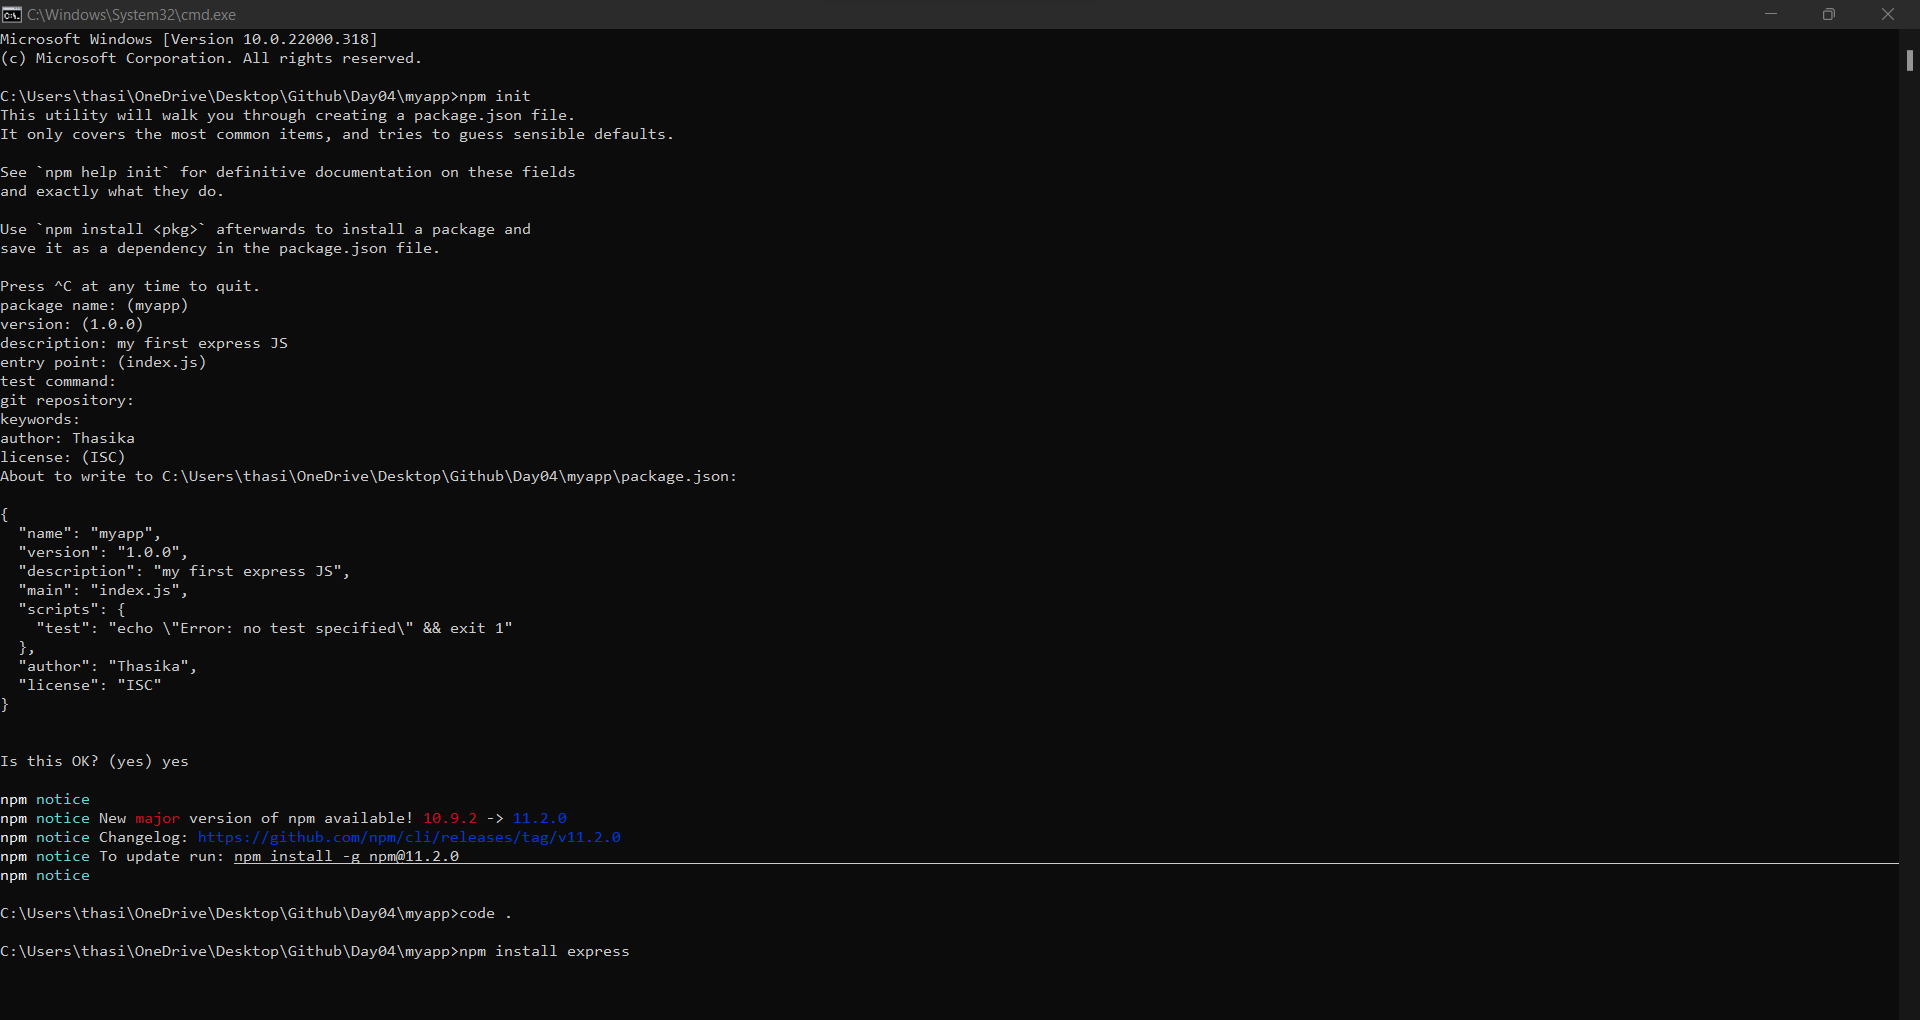 C:\Windows\System32\cmd.exe
Microsoft Windows [Version 10.0.22000.318]
(c) Microsoft Corporation. All rights reserved.
C:\Users\thasi\OneDrive\Desktop\Github\Day04\myapp>npm init
This utility will walk you through creating a package.json file.
It only covers the most common items, and tries to guess sensible defaults.
See `npm help init` for definitive documentation on these fields
and exactly what they do.
Use `npm install <pkg>` afterwards to install a package and
save it as a dependency in the package.json file.
Press ^C at any time to quit.
package name: (myapp)
version: (1.0.0)
description: my first express JS
entry point: (index.js)
test command:
git repository:
keywords:
author: Thasika
license: (ISC)
About to write to C:\Users\thasi\OneDrive\Desktop\Github\Day04\myapp\package.json:
{
  "name": "myapp",
  "version": "1.0.0",
  "description": "my first express JS",
  "main": "index.js",
  "scripts": {
    "test": "echo \"Error: no test specified\" && exit 1"
  },
  "author": "Thasika",
  "license": "ISC"
}
Is this OK? (yes) yes
npm notice
npm notice New major version of npm available! 10.9.2 -> 11.2.0
npm notice Changelog: https://github.com/npm/cli/releases/tag/v11.2.0
npm notice To update run: npm install -g npm@11.2.0
npm notice
C:\Users\thasi\OneDrive\Desktop\Github\Day04\myapp>code .
C:\Users\thasi\OneDrive\Desktop\Github\Day04\myapp>npm install express